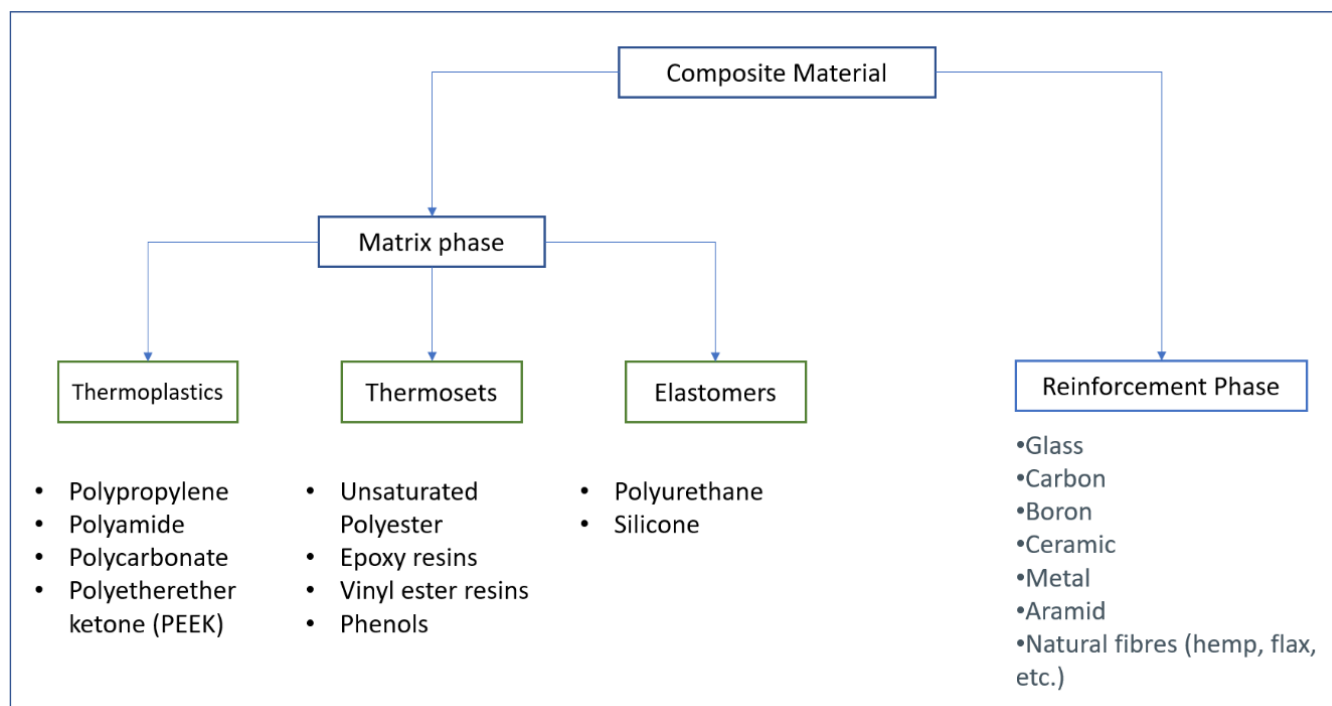 Composite Material
Matrix phase
Thermoplastics
Thermosets
Elastomers
Reinforcement Phase
• Polypropylene
• Polyamide
• Polycarbonate
• Polyetherether
ketone (PEEK)
• Unsaturated
Polyester
• Epoxy resins
• Vinyl ester resins
• Phenols
• Polyurethane
• Silicone
•Glass
•Carbon
•Boron
•Ceramic
•Metal
•Aramid
•Natural fibres (hemp, flax,
etc.)